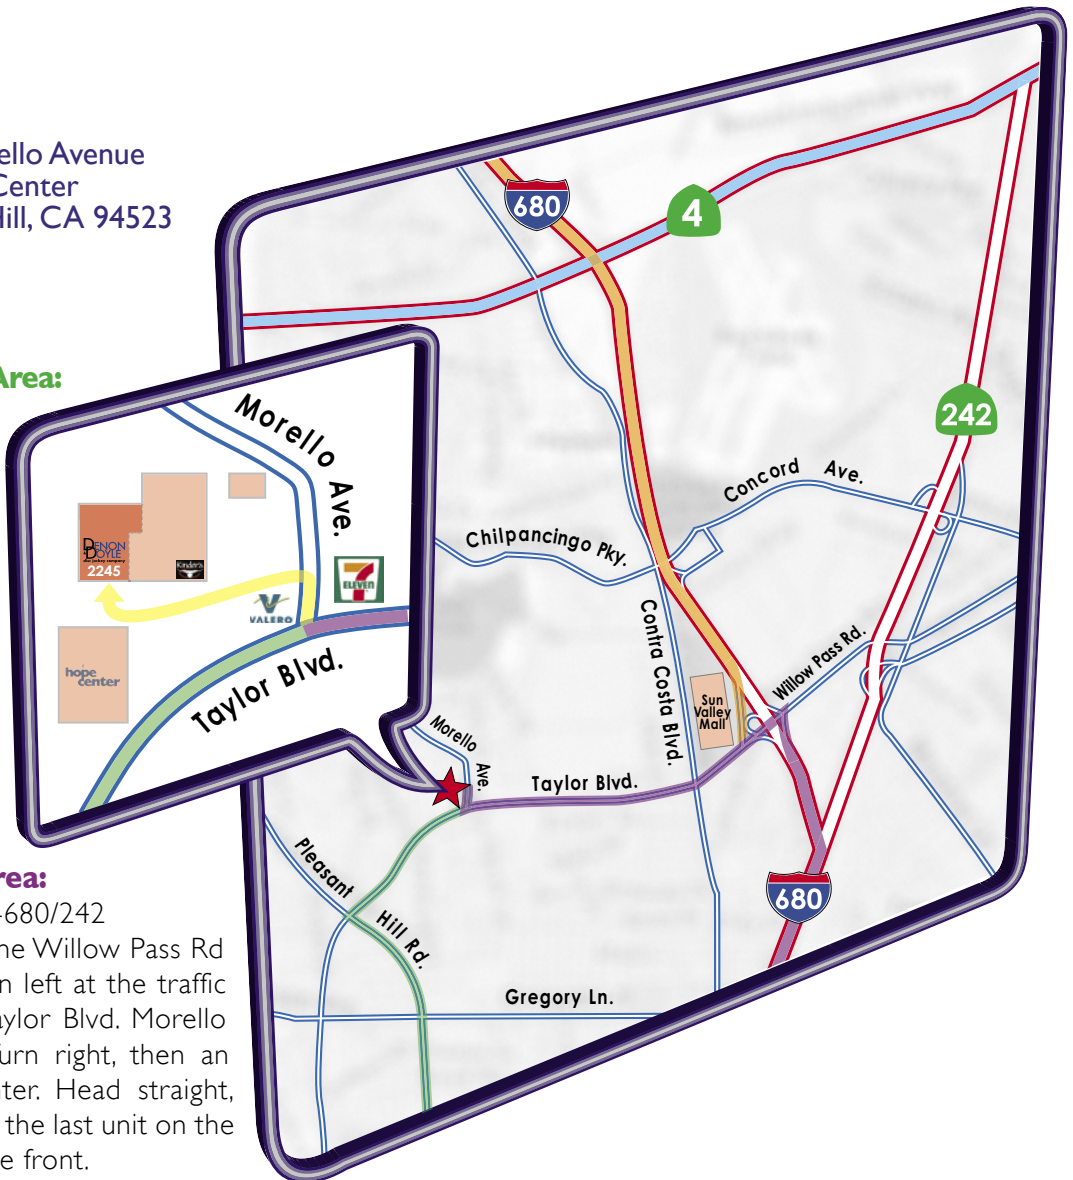 ello Avenue
Center
Hill, CA 94523
Area:
rea:
-680/242
he Willow Pass Rd
n left at the traffic
aylor Blvd. Morello
Turn right, then an
nter. Head straight,
the last unit on the
e front.
680
4
242
Concord Ave.
Chilpancingo Pky.
Contra Costa Blvd.
Willow Pass Rd.
Sun
Valley
Mall
Taylor Blvd.
Morello Ave.
Pleasant Hill Rd.
Gregory Ln.
680
Morello Ave.
DENON
DOYLE
2245
Kinder's
7
ELEVEN
VALERO
hope
center
Taylor Blvd.